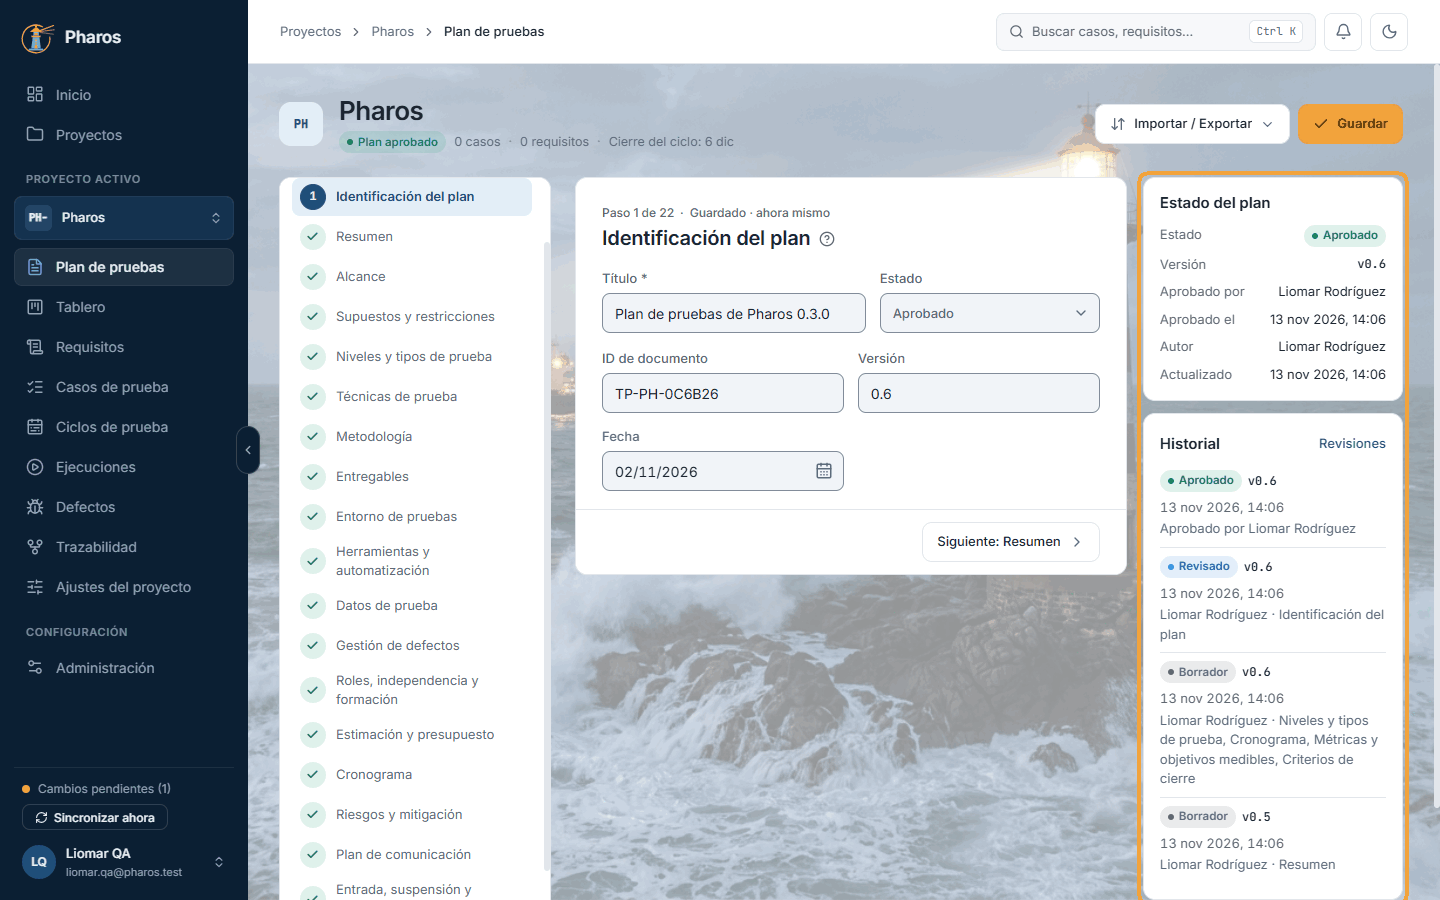 Pharos
Inicio
Proyectos
PROYECTO ACTIVO
PH-
Pharos
Plan de pruebas
Tablero
Requisitos
Casos de prueba
Ciclos de prueba
Ejecuciones
Defectos
Trazabilidad
Ajustes del proyecto
CONFIGURACIÓN
Administración
Cambios pendientes (1)
Sincronizar ahora
LQ
Liomar QA
liomar.qa@pharos.test
Proyectos > Pharos > Plan de pruebas
Buscar casos, requisitos...
Ctrl K
PH
Pharos
Plan aprobado
0 casos · 0 requisitos · Cierre del ciclo: 6 dic
Importar / Exportar
Guardar
1
Identificación del plan
Resumen
Alcance
Supuestos y restricciones
Niveles y tipos de prueba
Técnicas de prueba
Metodología
Entregables
Entorno de pruebas
Herramientas y
automatización
Datos de prueba
Gestión de defectos
Roles, independencia y
formación
Estimación y presupuesto
Cronograma
Riesgos y mitigación
Plan de comunicación
Entrada, suspensión y
Paso 1 de 22 · Guardado · ahora mismo
Identificación del plan
Título *
Plan de pruebas de Pharos 0.3.0
Estado
Aprobado
ID de documento
TP-PH-0C6B26
Versión
0.6
Fecha
02/11/2026
Siguiente: Resumen
Estado del plan
Estado
Aprobado
Versión
v0.6
Aprobado por
Liomar Rodríguez
Aprobado el
13 nov 2026, 14:06
Autor
Liomar Rodríguez
Actualizado
13 nov 2026, 14:06
Historial
Revisiones
Aprobado
v0.6
13 nov 2026, 14:06
Aprobado por Liomar Rodríguez
Revisado
v0.6
13 nov 2026, 14:06
Liomar Rodríguez · Identificación del
plan
Borrador
v0.6
13 nov 2026, 14:06
Liomar Rodríguez · Niveles y tipos
de prueba, Cronograma, Métricas y
objetivos medibles, Criterios de
cierre
Borrador
v0.5
13 nov 2026, 14:06
Liomar Rodríguez · Resumen